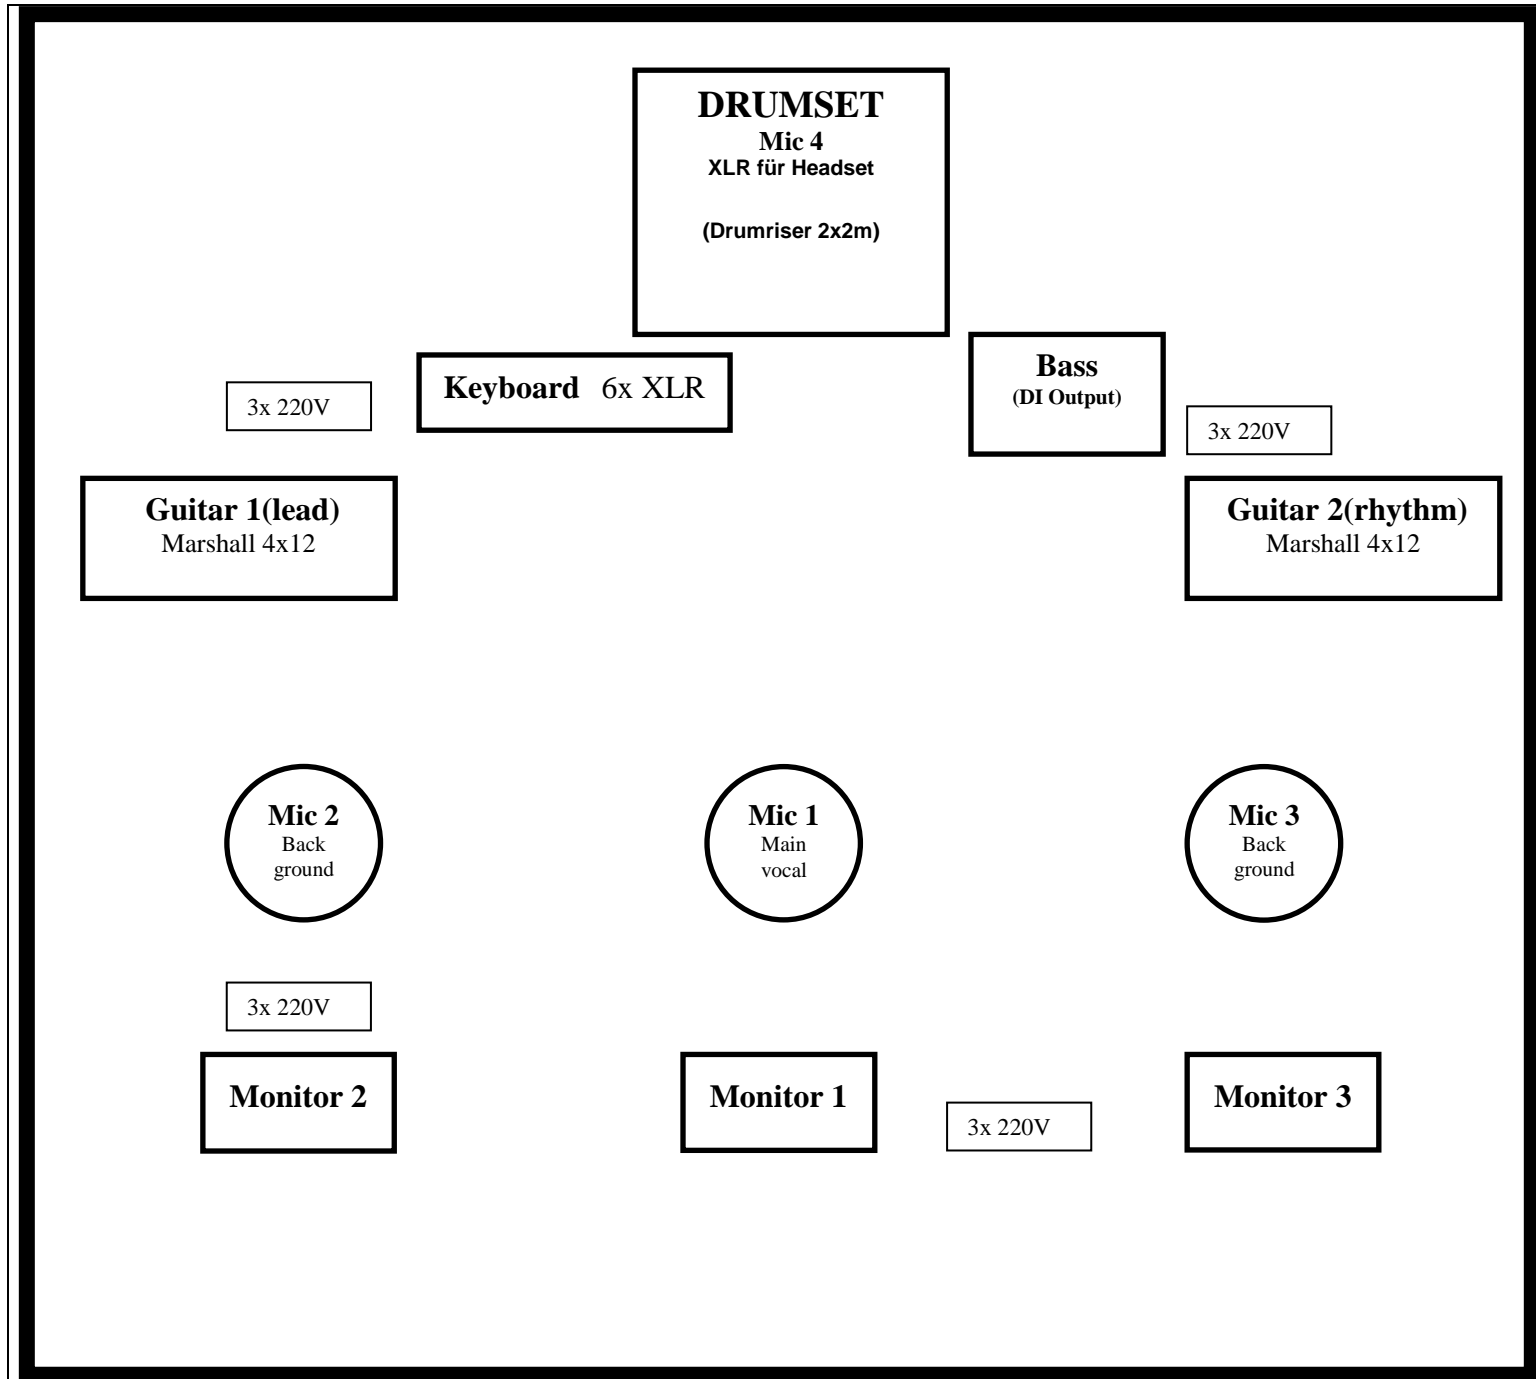 DRUMSET
Mic 4
XLR für Headset
(Drumriser 2x2m)
Keyboard 6x XLR
Bass
(DI Output)
3x 220V
3x 220V
Guitar 1(lead)
Marshall 4x12
Guitar 2(rhythm)
Marshall 4x12
Mic 2
Back
ground
Mic 1
Main
vocal
Mic 3
Back
ground
3x 220V
Monitor 2
Monitor 1
3x 220V
Monitor 3